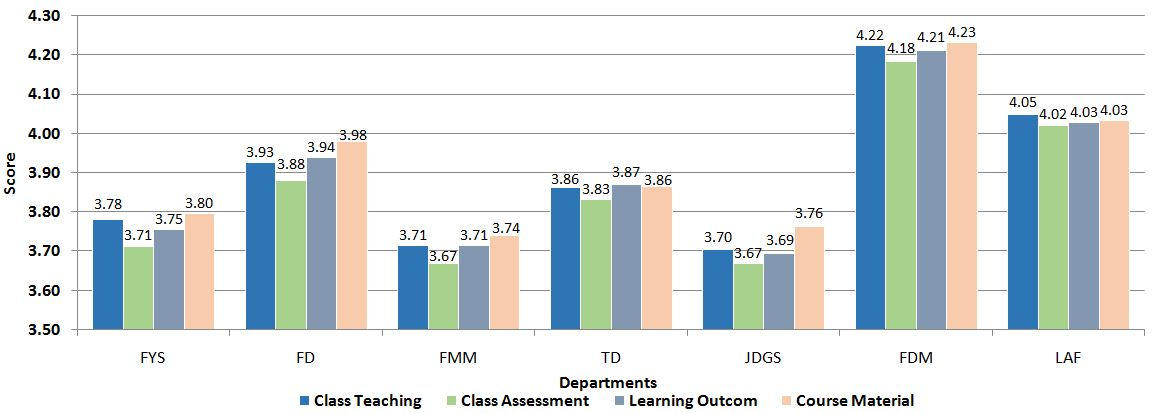 4.30
4.20
4.10
4.00
3.90
3.80
3.70
3.60
3.50
Score
3.78 3.71 3.75 3.80
3.93 3.88 3.94 3.98
3.71 3.67 3.71 3.74
3.86 3.83 3.87 3.86
3.70 3.67 3.69 3.76
4.22 4.18 4.21 4.23
4.05 4.02 4.03 4.03
FYS FD FMM TD JDGS FDM LAF
Departments
Class Teaching Class Assessment Learning Outcom Course Material